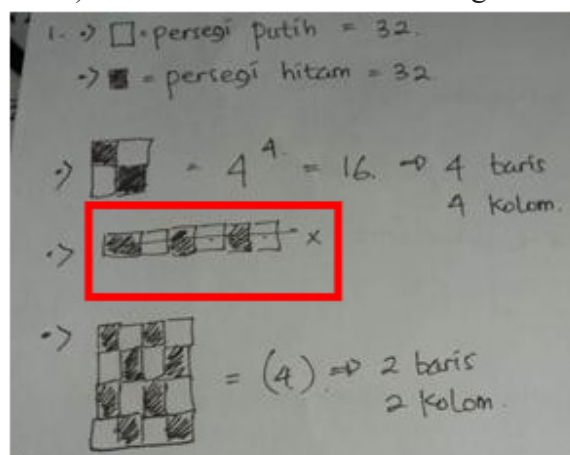 1. •) □ = persegi putih = 32.
•) ■ = persegi hitam = 32
•) = 4 4. = 16. ⇒ 4 baris
4 kolom.
•) x
•) = (4) ⇒ 2 baris
2 kolom.